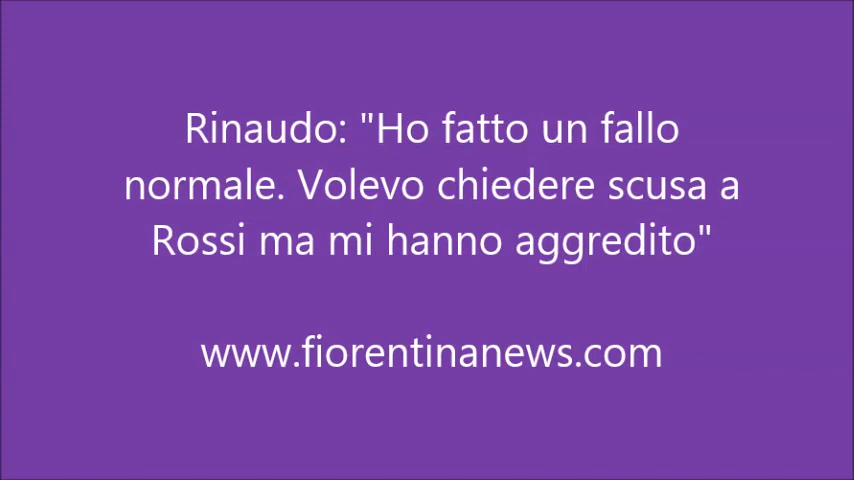 Rinaudo: "Ho fatto un fallo
normale. Volevo chiedere scusa a
Rossi ma mi hanno aggredito"
www.fiorentinanews.com